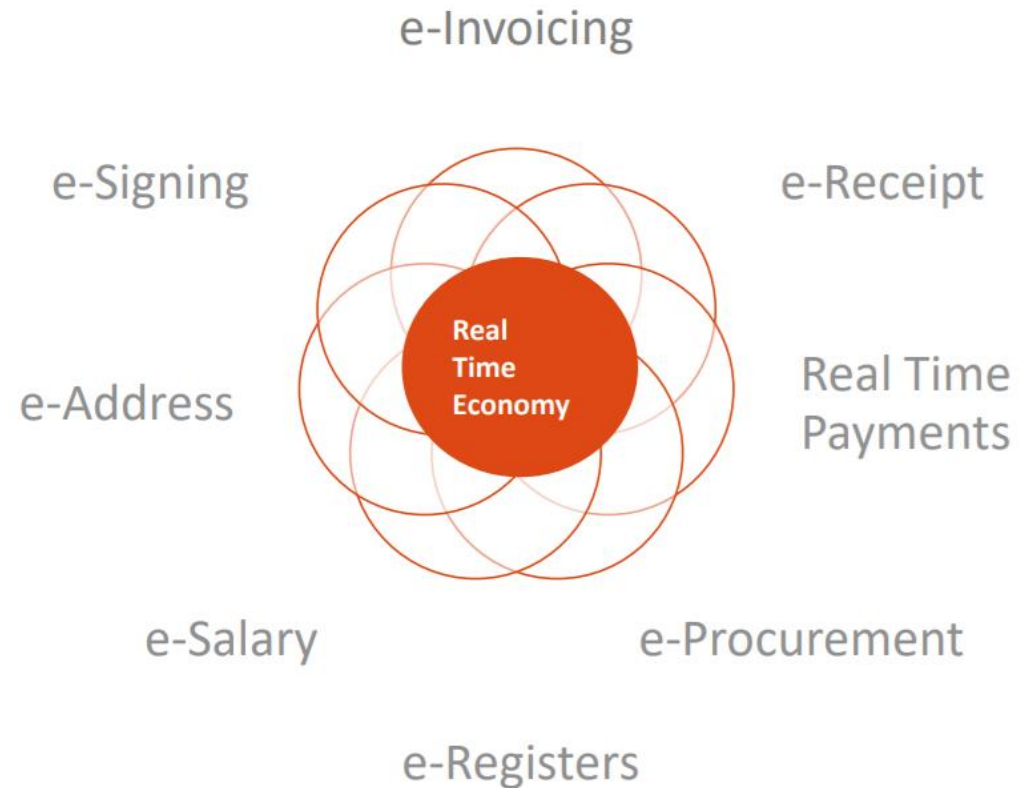 e-Invoicing
e-Signing
e-Receipt
Real
Time
Economy
e-Address
Real Time
Payments
e-Salary
e-Procurement
e-Registers